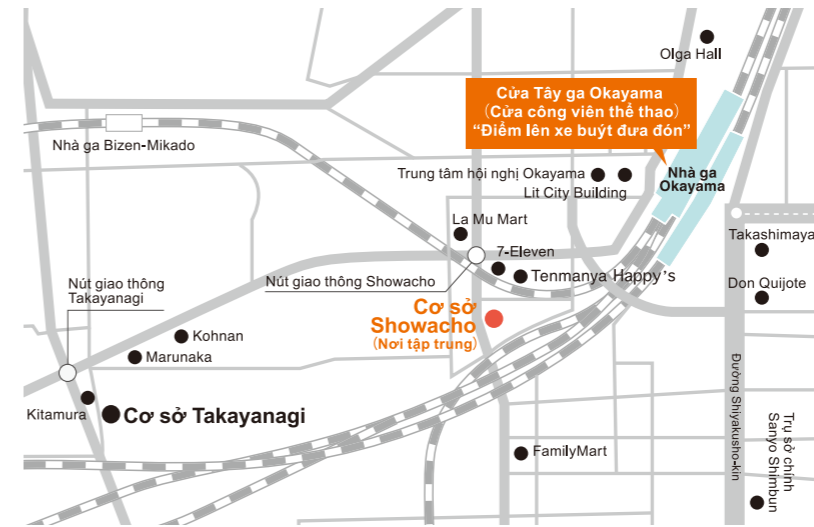 Olga Hall
Cửa Tây ga Okayama
(Cửa công viên thể thao)
“Điểm lên xe buýt đưa đón”
Nhà ga Bizen-Mikado
Trung tâm hội nghị Okayama
Lit City Building
Nhà ga
Okayama
La Mu Mart
Takashimaya
7-Eleven
Tenmanya Happy’s
Nút giao thông Showacho
Nút giao thông
Takayanagi
Don Quijote
Cơ sở
Showacho
(Nơi tập trung)
Kohnan
Marunaka
Kitamura
Cơ sở Takayanagi
Đường Shiyakusho-kin
Trụ sở chính
Sanyo Shimbun
FamilyMart